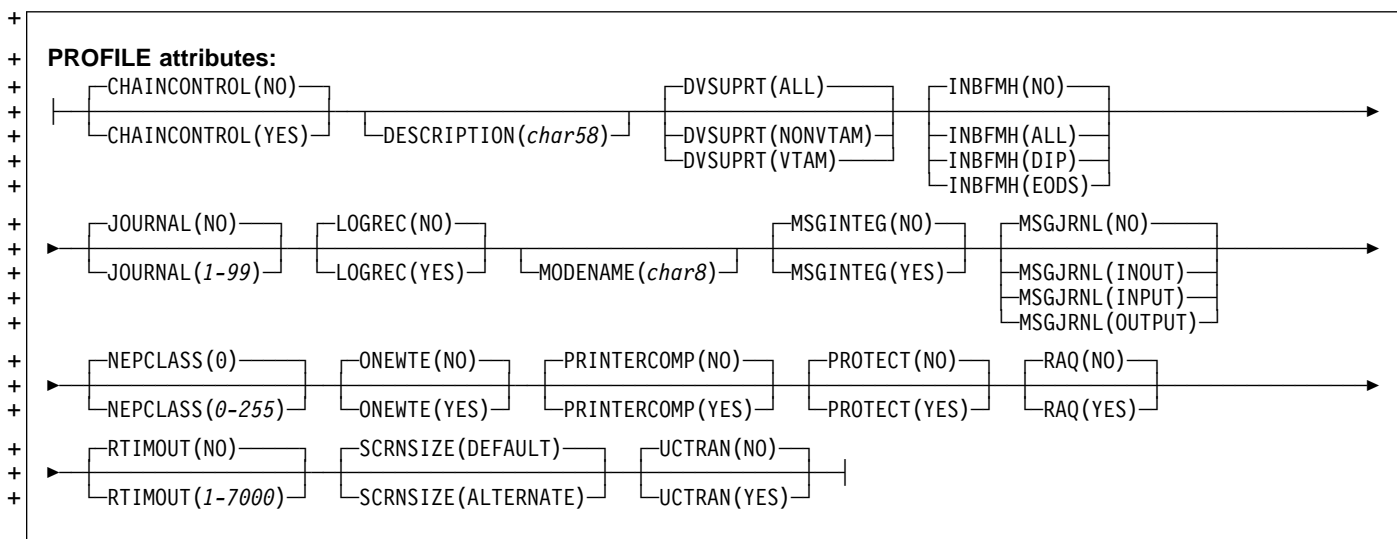 +
+ PROFILE attributes:
+ CHAINCONTROL(NO) DVSUPRT(ALL) INBFMH(NO)
+
+ CHAINCONTROL(YES) DESCRIPTION(char58) DVSUPRT(NONVTAM) INBFMH(ALL)
+ DVSUPRT(VTAM) INBFMH(DIP)
+ INBFMH(EODS)
+ JOURNAL(NO) LOGREC(NO) MSGINTEG(NO) MSGJRNL(NO)
+
+ JOURNAL(1-99) LOGREC(YES) MODENAME(char8) MSGINTEG(YES) MSGJRNL(INOUT)
+ MSGJRNL(INPUT)
+ MSGJRNL(OUTPUT)
+ NEPCLASS(0) ONEWTE(NO) PRINTERCOMP(NO) PROTECT(NO) RAQ(NO)
+
+ NEPCLASS(0-255) ONEWTE(YES) PRINTERCOMP(YES) PROTECT(YES) RAQ(YES)
+ RTIMOUT(NO) SCRNSIZE(DEFAULT) UCTRAN(NO)
+
+ RTIMOUT(1-7000) SCRNSIZE(ALTERNATE) UCTRAN(YES)